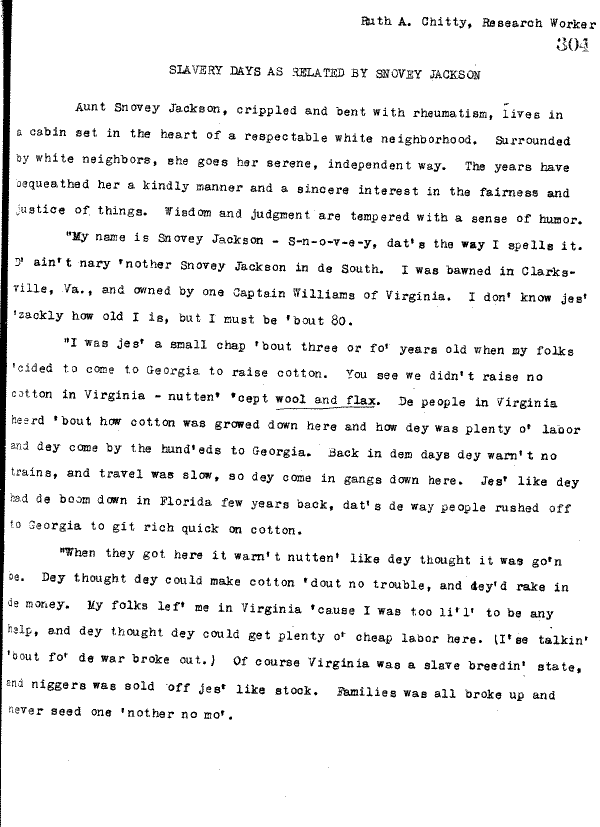 Ruth A. Chitty, Research Worker
304
SLAVERY DAYS AS RELATED BY SNOVEY JACKSON
Aunt Snovey Jackson, crippled and bent with rheumatism, lives in
a cabin set in the heart of a respectable white neighborhood. Surrounded
by white neighbors, she goes her serene, independent way. The years have
bequeathed her a kindly manner and a sincere interest in the fairness and
justice of things. Wisdom and judgment are tempered with a sense of humor.
"My name is Snovey Jackson - S-n-o-v-e-y, dat's the way I spells it.
D' ain't nary 'nother Snovey Jackson in de South. I was bawned in Clarks-
ville, Va., and owned by one Captain Williams of Virginia. I don' know jes'
'zackly how old I is, but I must be 'bout 80.
"I was jes' a small chap 'bout three or fo' years old when my folks
'cided to come to Georgia to raise cotton. You see we didn't raise no
cotton in Virginia - nutten' 'cept wool and flax. De people in Virginia
heerd 'bout how cotton was growed down here and how dey was plenty o' labor
and dey come by the hund'eds to Georgia. Back in dem days dey warn't no
trains, and travel was slow, so dey come in gangs down here. Jes' like dey
had de boom down in Florida few years back, dat's de way people rushed off
to Georgia to git rich quick on cotton.
"When they got here it warn't nutten' like dey thought it was go'n
be. Dey thought dey could make cotton 'dout no trouble, and dey'd rake in
de money. My folks lef' me in Virginia 'cause I was too li'l' to be any
help, and dey thought dey could get plenty o' cheap labor here. (I'se talkin'
'bout fo' de war broke out.) Of course Virginia was a slave breedin' state,
and niggers was sold off jes' like stock. Families was all broke up and
never seed one 'nother no mo'.